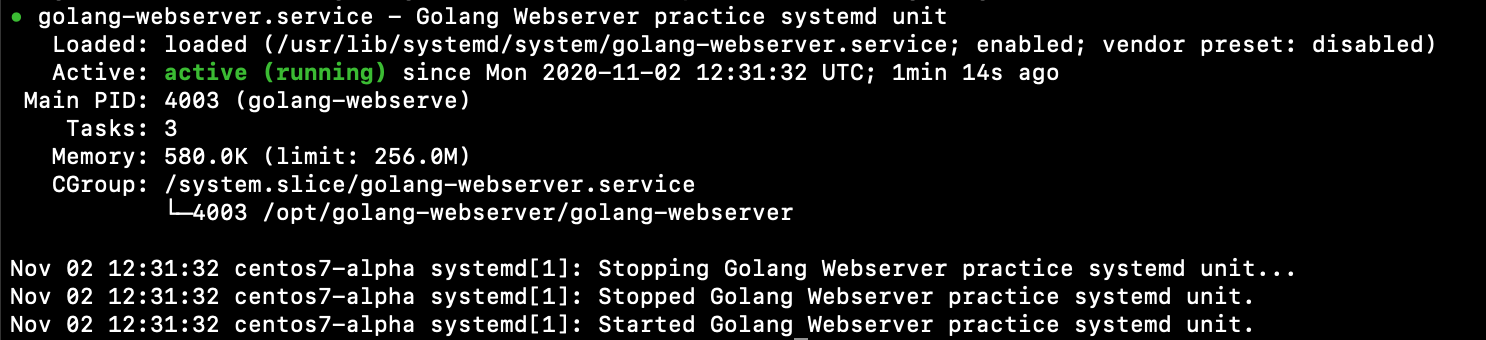 ● golang-webserver.service - Golang Webserver practice systemd unit
   Loaded: loaded (/usr/lib/systemd/system/golang-webserver.service; enabled; vendor preset: disabled)
   Active: active (running) since Mon 2020-11-02 12:31:32 UTC; 1min 14s ago
 Main PID: 4003 (golang-webserve)
    Tasks: 3
   Memory: 580.0K (limit: 256.0M)
   CGroup: /system.slice/golang-webserver.service
           └─4003 /opt/golang-webserver/golang-webserver

Nov 02 12:31:32 centos7-alpha systemd[1]: Stopping Golang Webserver practice systemd unit...
Nov 02 12:31:32 centos7-alpha systemd[1]: Stopped Golang Webserver practice systemd unit.
Nov 02 12:31:32 centos7-alpha systemd[1]: Started Golang Webserver practice systemd unit.